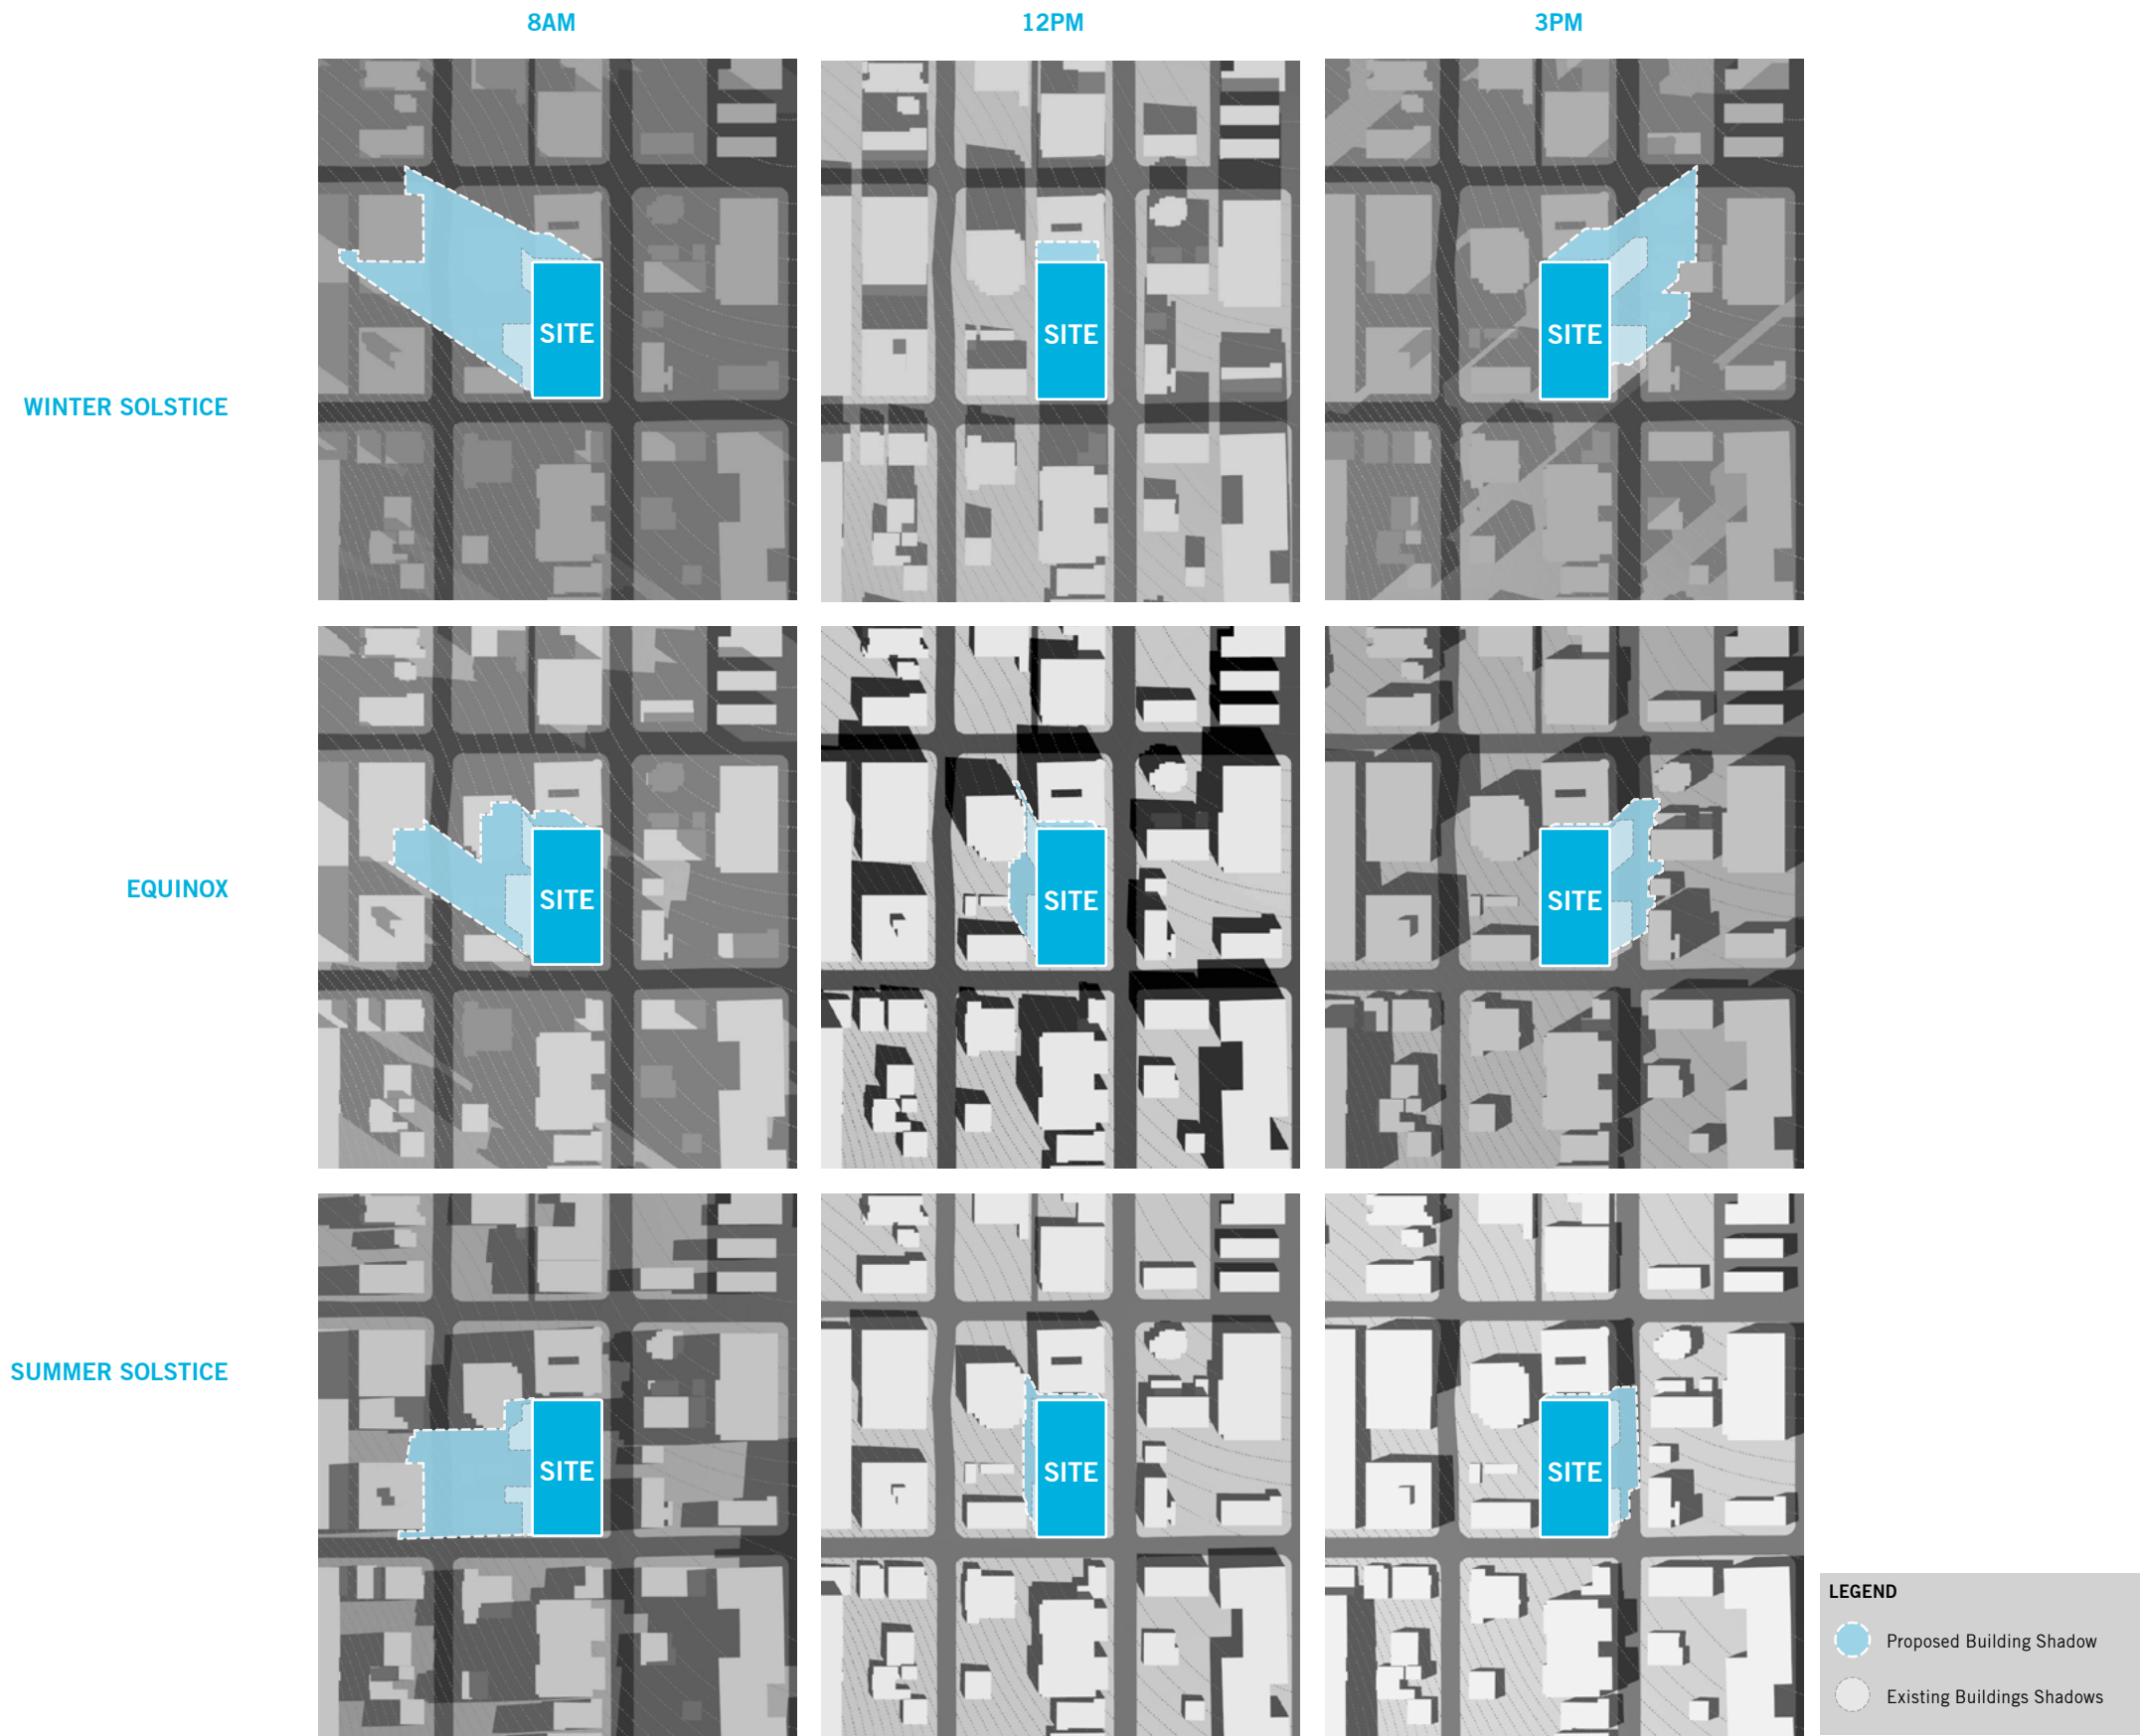 8AM 12PM 3PM
WINTER SOLSTICE
SITE SITE SITE
EQUINOX
SITE SITE SITE
SUMMER SOLSTICE
SITE SITE SITE
LEGEND
Proposed Building Shadow
Existing Buildings Shadows